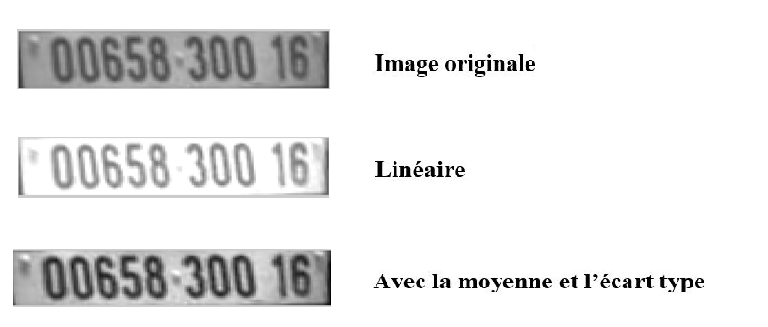 00658-300 16
Image originale
00658-300 16
Linéaire
00658-300 16
Avec la moyenne et l'écart type